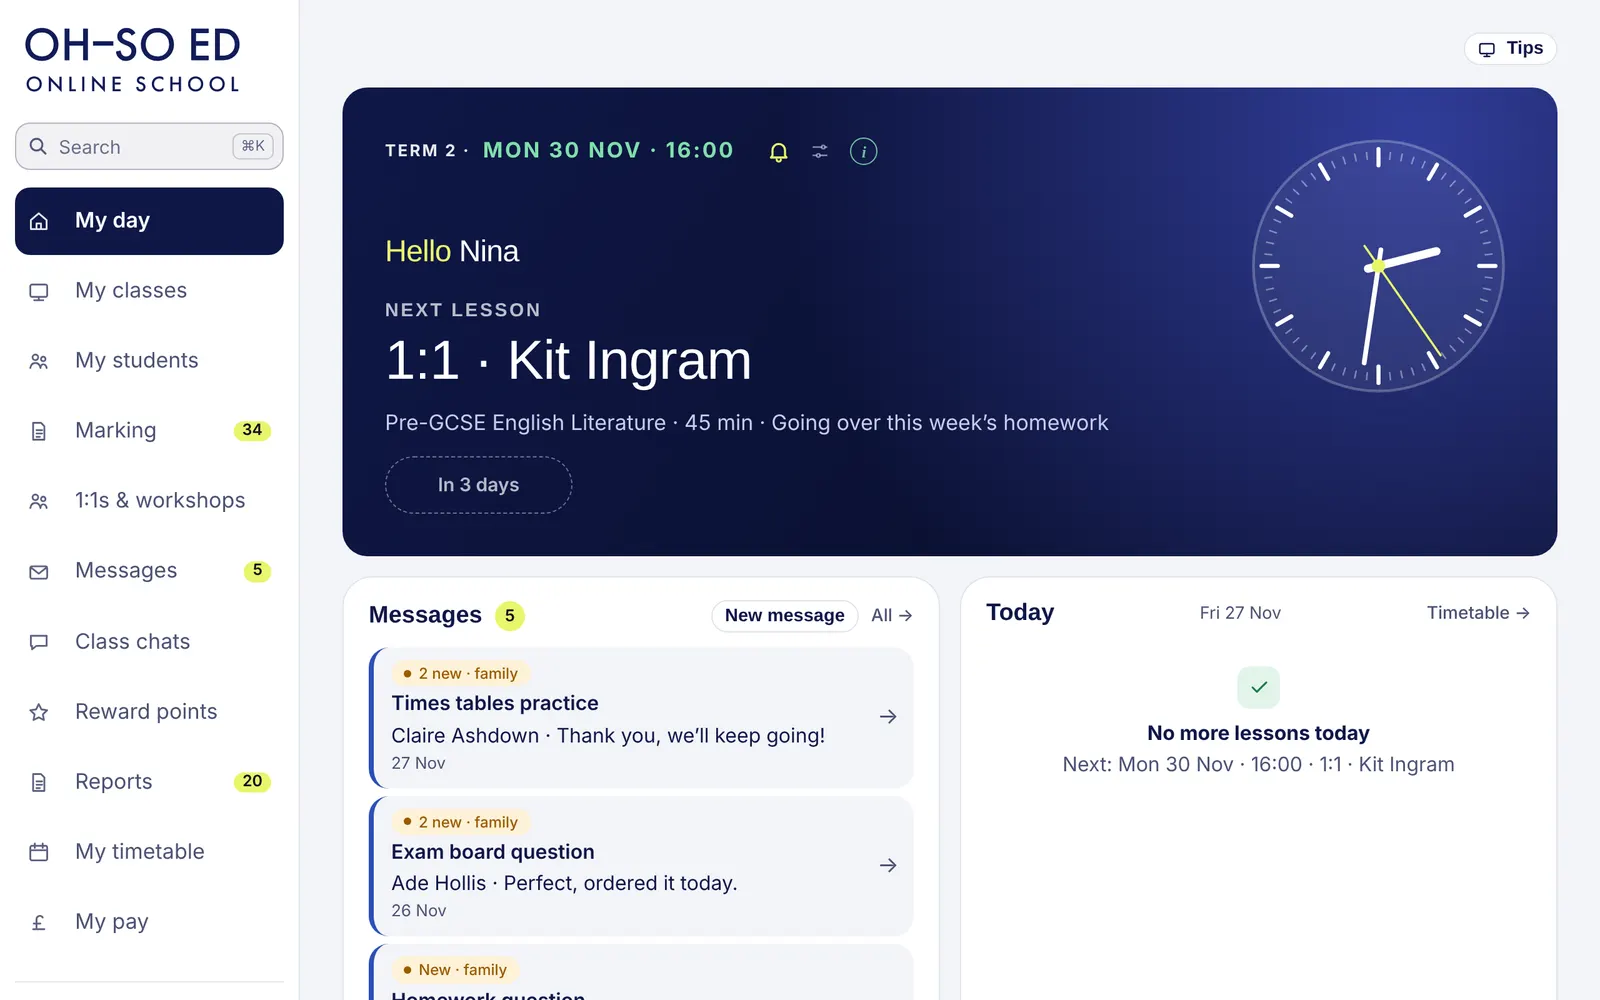 OH–SO ED
ONLINE SCHOOL
Search
⌘K
My day
My classes
My students
Marking
34
1:1s & workshops
Messages
5
Class chats
Reward points
Reports
20
My timetable
My pay
Tips
TERM 2 · MON 30 NOV · 16:00
i
Hello Nina
NEXT LESSON
1:1 · Kit Ingram
Pre-GCSE English Literature · 45 min · Going over this week’s homework
In 3 days
Messages 5
New message
All →
2 new · family
Times tables practice
Claire Ashdown · Thank you, we’ll keep going!
27 Nov
2 new · family
Exam board question
Ade Hollis · Perfect, ordered it today.
26 Nov
New · family
Homework question
Today
Fri 27 Nov
Timetable →
No more lessons today
Next: Mon 30 Nov · 16:00 · 1:1 · Kit Ingram